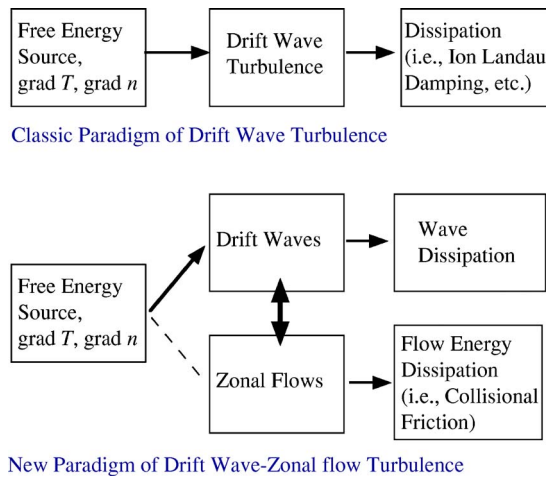 Free Energy
Source,
grad T, grad n
Drift Wave
Turbulence
Dissipation
(i.e., Ion Landau
Damping, etc.)
Classic Paradigm of Drift Wave Turbulence
Free Energy
Source,
grad T, grad n
Drift Waves
Wave
Dissipation
Zonal Flows
Flow Energy
Dissipation
(i.e., Collisional
Friction)
New Paradigm of Drift Wave-Zonal flow Turbulence